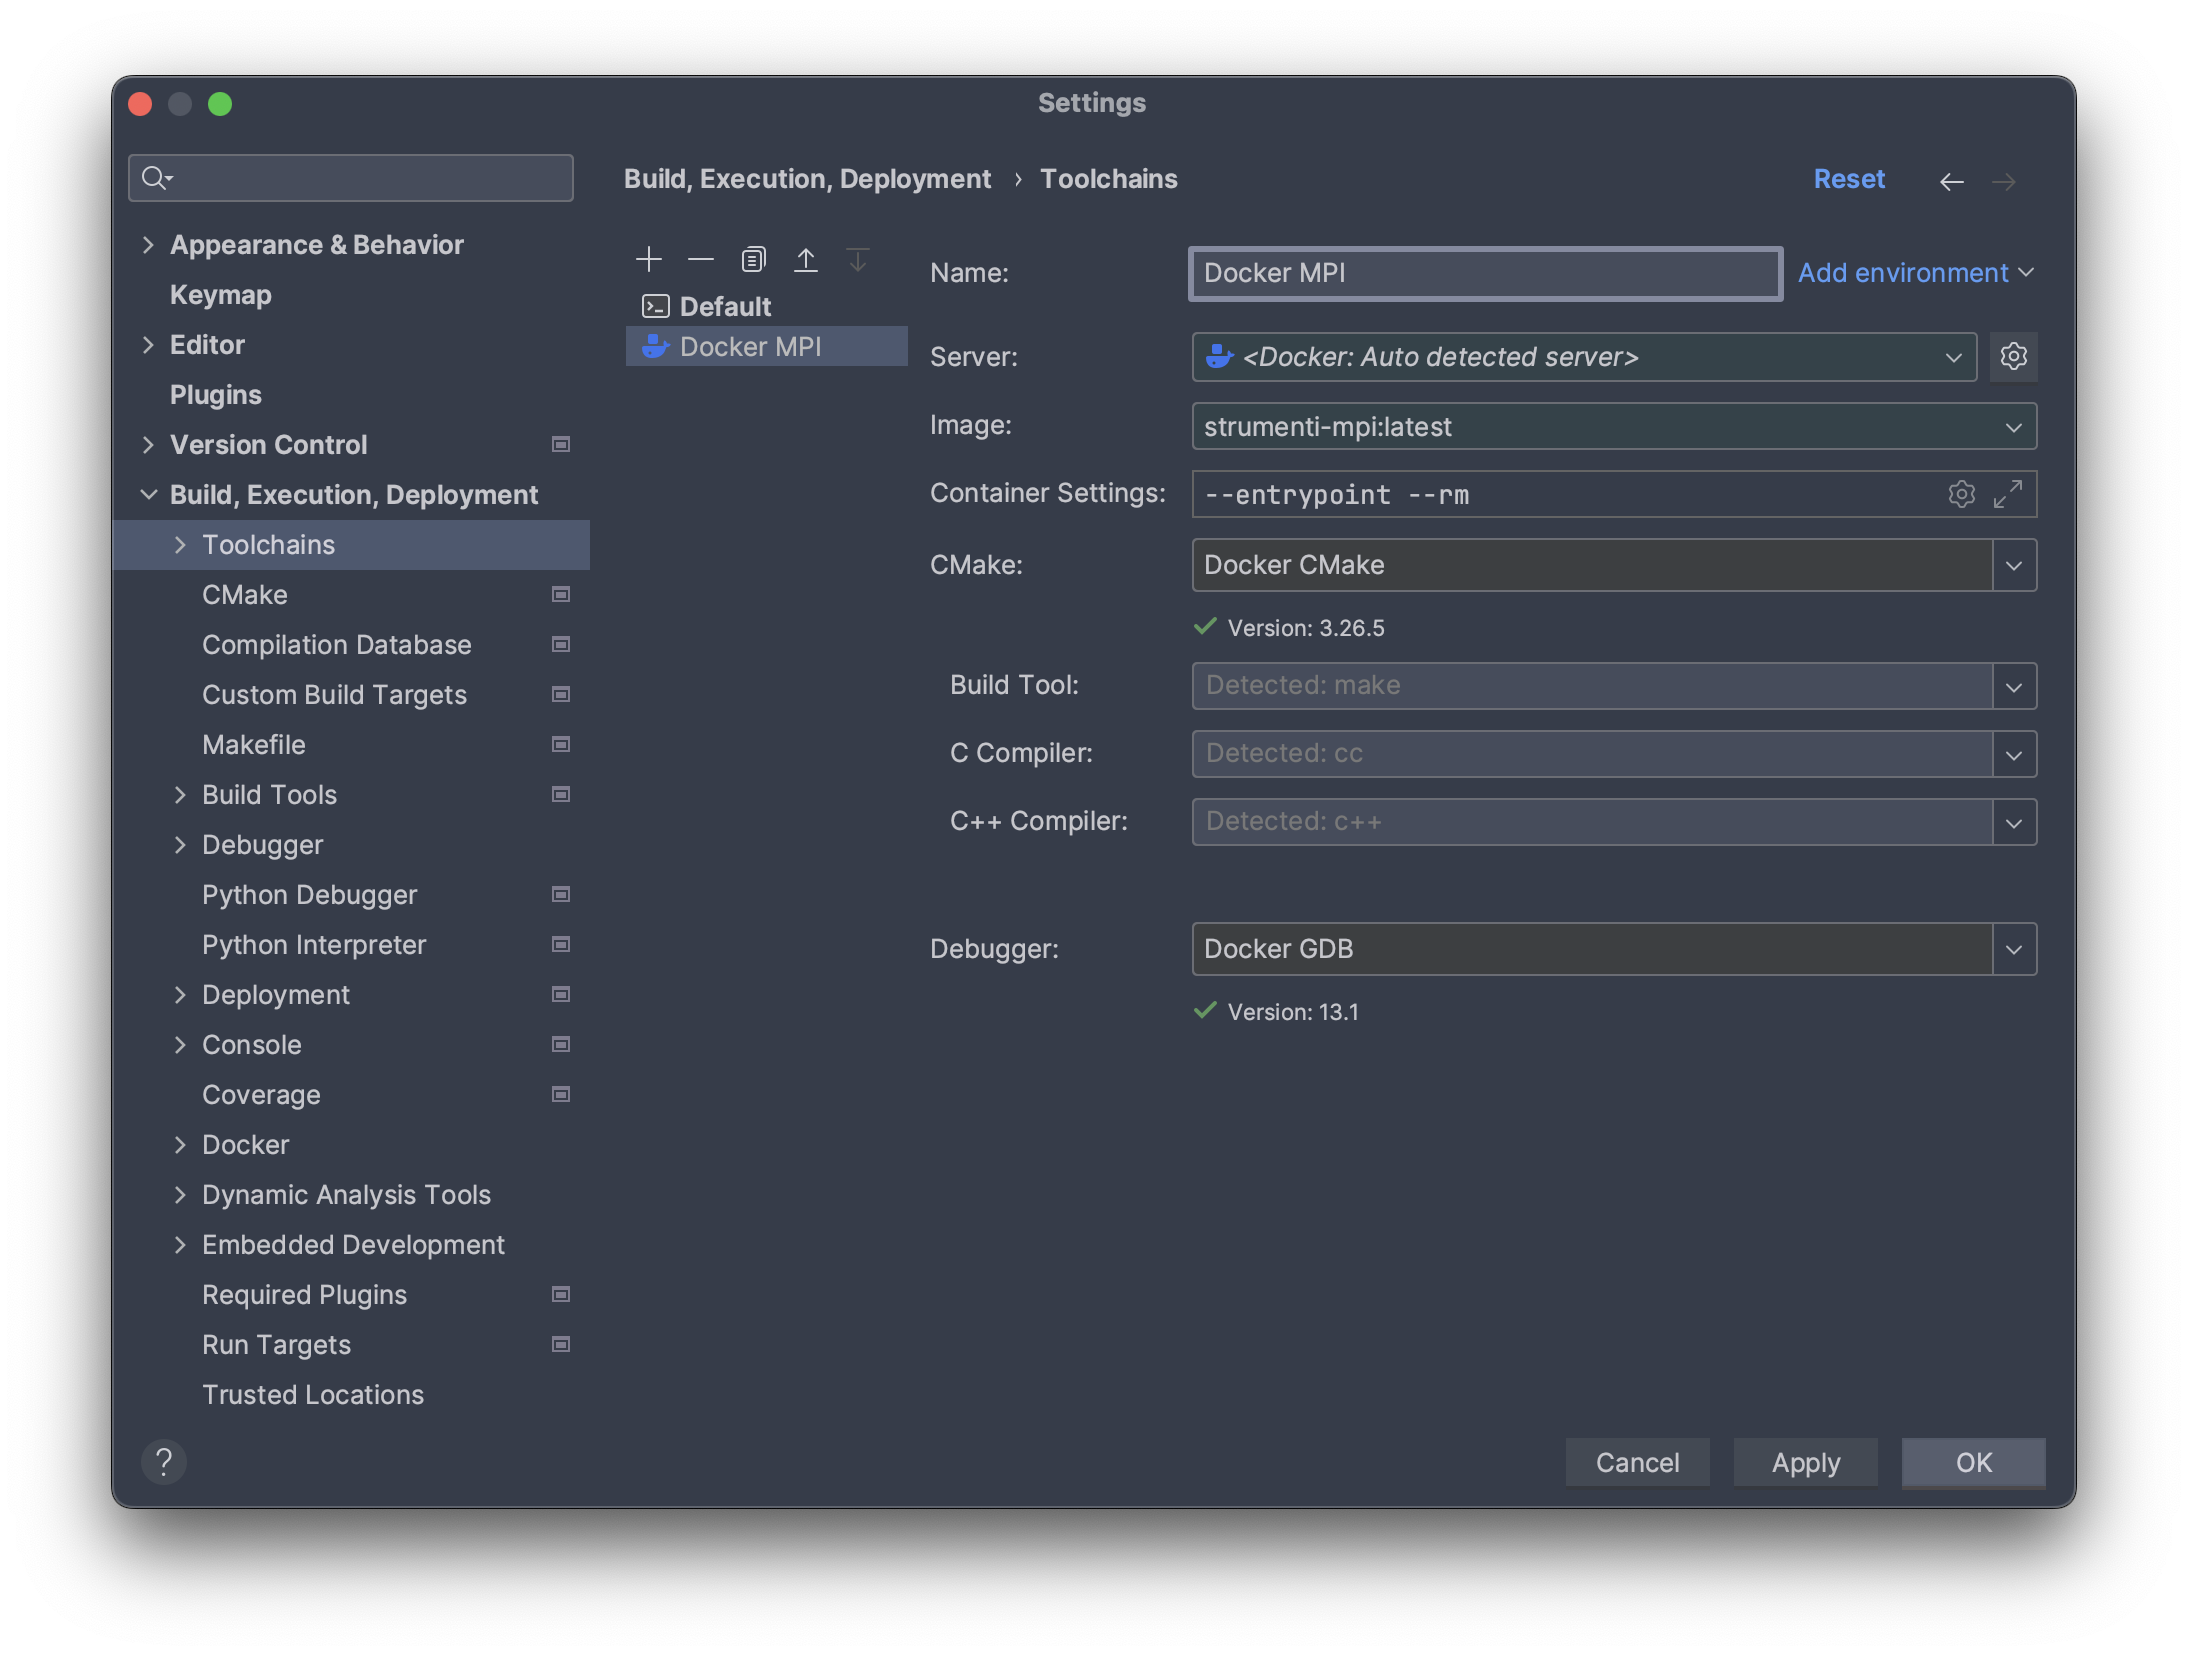 Settings
Build, Execution, Deployment › Toolchains
Reset
Appearance & Behavior
Keymap
Editor
Plugins
Version Control
Build, Execution, Deployment
Toolchains
CMake
Compilation Database
Custom Build Targets
Makefile
Build Tools
Debugger
Python Debugger
Python Interpreter
Deployment
Console
Coverage
Docker
Dynamic Analysis Tools
Embedded Development
Required Plugins
Run Targets
Trusted Locations
Default
Docker MPI
Name: Docker MPI Add environment
Server: <Docker: Auto detected server>
Image: strumenti-mpi:latest
Container Settings: --entrypoint --rm
CMake: Docker CMake
Version: 3.26.5
Build Tool: Detected: make
C Compiler: Detected: cc
C++ Compiler: Detected: c++
Debugger: Docker GDB
Version: 13.1
?
Cancel Apply OK